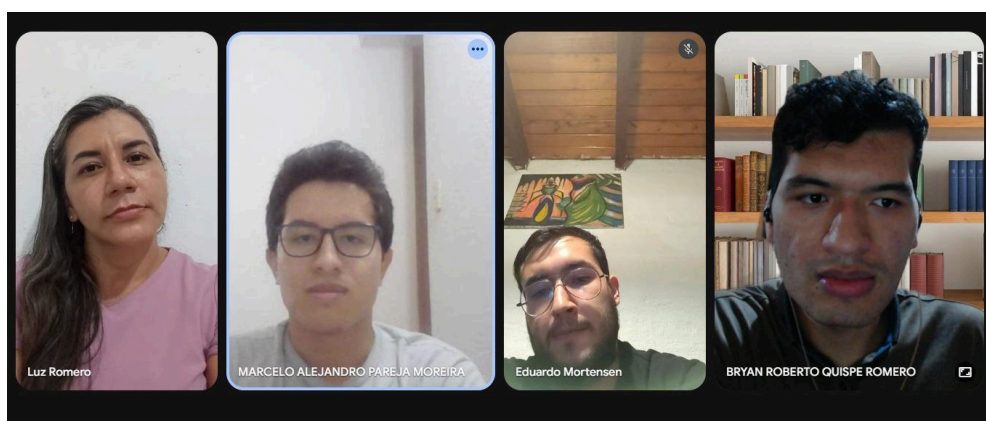 Luz Romero
MARCELO ALEJANDRO PAREJA MOREIRA
Eduardo Mortensen
BRYAN ROBERTO QUISPE ROMERO